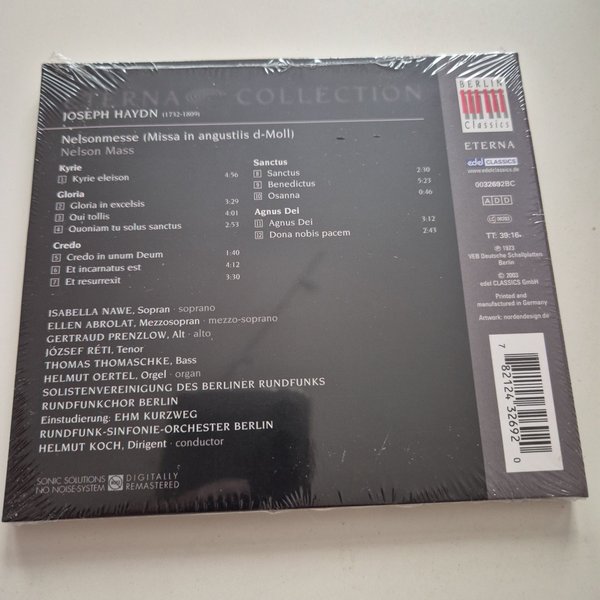 ETERNA COLLECTION
JOSEPH HAYDN (1732-1809)
Nelsonmesse (Missa in angustiis d-Moll)
Nelson Mass
Kyrie
1 Kyrie eleison 4:56
Gloria
2 Gloria in excelsis 3:29
3 Qui tollis 4:01
4 Quoniam tu solus sanctus 2:53
Credo
5 Credo in unum Deum 1:40
6 Et incarnatus est 4:12
7 Et resurrexit 3:30
Sanctus
8 Sanctus 2:30
9 Benedictus 5:23
10 Osanna 0:46
Agnus Dei
11 Agnus Dei 3:12
12 Dona nobis pacem 2:43
ISABELLA NAWE, Sopran · soprano
ELLEN ABROLAT, Mezzosopran · mezzo-soprano
GERTRAUD PRENZLOW, Alt · alto
JÓZSEF RÉTI, Tenor
THOMAS THOMASCHKE, Bass
HELMUT OERTEL, Orgel · organ
SOLISTENVEREINIGUNG DES BERLINER RUNDFUNKS
RUNDFUNKCHOR BERLIN
Einstudierung: EHM KURZWEG
RUNDFUNK-SINFONIE-ORCHESTER BERLIN
HELMUT KOCH, Dirigent · conductor
SONIC SOLUTIONS
NO NOISE-SYSTEM
DIGITALLY
REMASTERED
BERLIN
Classics
ETERNA
edel CLASSICS
www.edelclassics.de
0032692BC
A D D
LC 06203
TT: 39:16
℗ 1973
VEB Deutsche Schallplatten
Berlin
© 2003
edel CLASSICS GmbH
Printed and
manufactured in Germany
Artwork: nordendesign.de
7 82124 32692 0